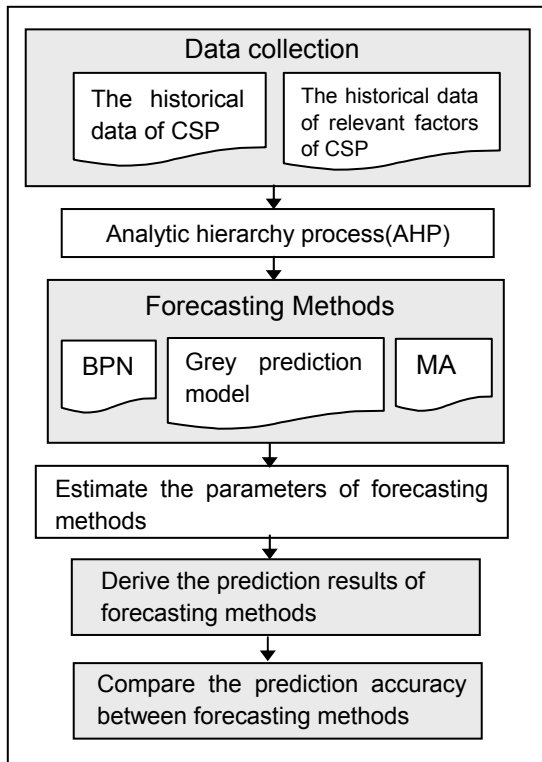 Data collection
The historical
data of CSP
The historical data
of relevant factors
of CSP
Analytic hierarchy process(AHP)
Forecasting Methods
BPN
Grey prediction
model
MA
Estimate the parameters of forecasting
methods
Derive the prediction results of
forecasting methods
Compare the prediction accuracy
between forecasting methods